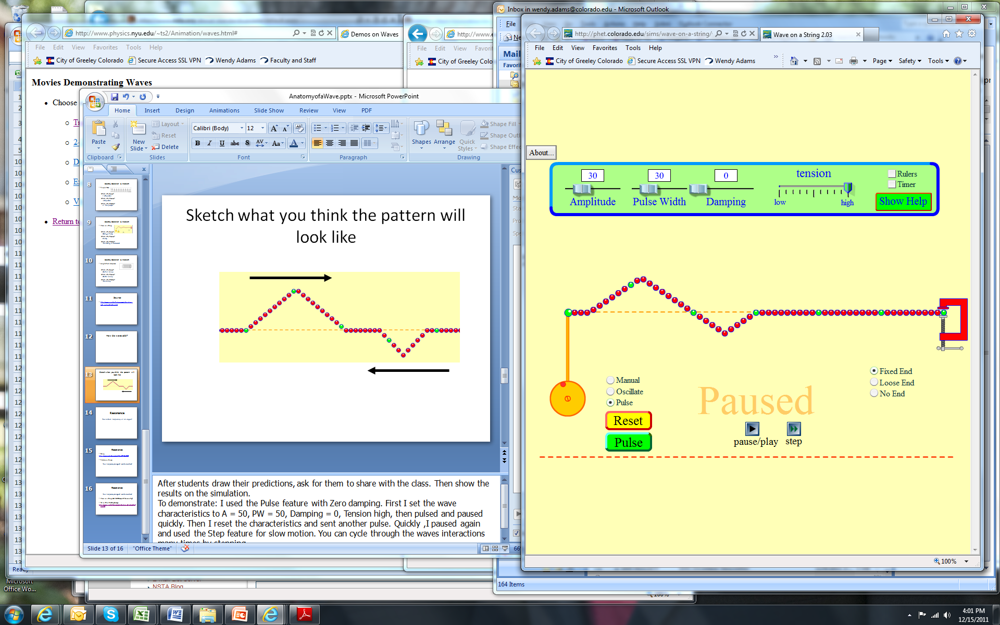 Inbox in wendy.adams@colorado.edu - Microsoft Outlook
File
Mail
http://www.physics.nyu.edu/~ts2/Animation/waves.html#
Demos on Waves
File Edit View Favorites Tools Help
City of Greeley Colorado Secure Access SSL VPN Wendy Adams Faculty and Staff
Movies Demonstrating Waves
Choose
Return to
http://www.e
File Edit View
City of Greeley Colo
AnatomyofaWave.pptx - Microsoft PowerPoint
Home Insert Design Animations Slide Show Review View PDF
Paste
New Slide
Layout
Reset
Delete
Calibri (Body) 12
B I U abc S AV Aa A
Shapes Arrange Quick Styles
Shape Fill
Shape Outl
Shape Effec
Clipboard Slides Font Paragraph Drawing
8
9
10
11
12
13
14
Resonance
15
16
Sketch what you think the pattern will
look like
After students draw their predictions, ask for them to share with the class. Then show the
results on the simulation.
To demonstrate: I used the Pulse feature with Zero damping. First I set the wave
characteristics to A = 50, PW = 50, Damping = 0, Tension high, then pulsed and paused
quickly. Then I reset the characteristics and sent another pulse. Quickly ,I paused again
and used the Step feature for slow motion. You can cycle through the waves interactions
many times by stepping
Slide 13 of 16 "Office Theme"
http://phet.colorado.edu/sims/wave-on-a-string/
Wave on a String 2.03
File Edit View Favorites Tools Help
City of Greeley Colorado Secure Access SSL VPN Wendy Adams
Page Safety Tools
About...
30 30 0
Amplitude Pulse Width Damping
tension
low high
Rulers
Timer
Show Help
Manual
Oscillate
Pulse
Reset
Pulse
Paused
pause/play step
Fixed End
Loose End
No End
100%
164 Items
NSTA Blog
Microsoft
Office Wo...
4:01 PM
12/15/2011